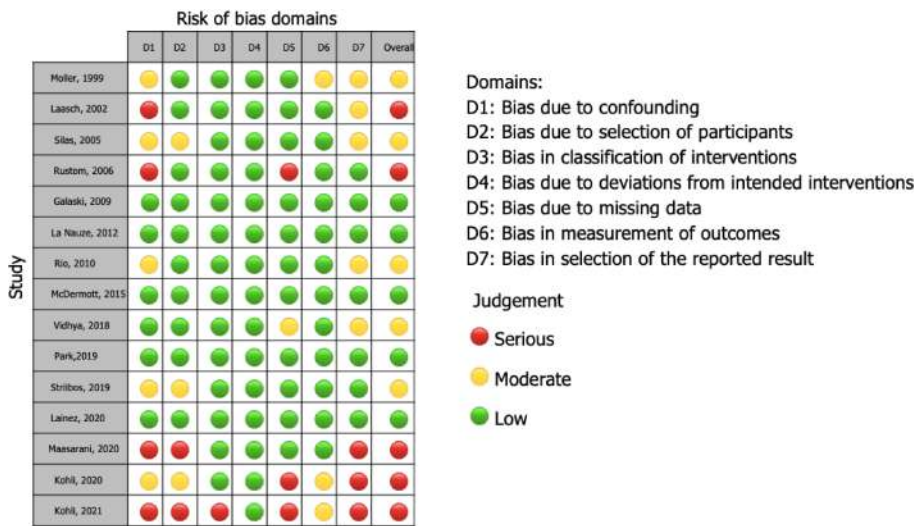 Risk of bias domains
D1 D2 D3 D4 D5 D6 D7 Overall
Study
Moller, 1999
Laasch, 2002
Silas, 2005
Rustom, 2006
Galaski, 2009
La Nauze, 2012
Rio, 2010
McDermott, 2015
Vidhya, 2018
Park,2019
Striibos, 2019
Lainez, 2020
Maasarani, 2020
Kohli, 2020
Kohli, 2021
Domains:
D1: Bias due to confounding
D2: Bias due to selection of participants
D3: Bias in classification of interventions
D4: Bias due to deviations from intended interventions
D5: Bias due to missing data
D6: Bias in measurement of outcomes
D7: Bias in selection of the reported result
Judgement
Serious
Moderate
Low